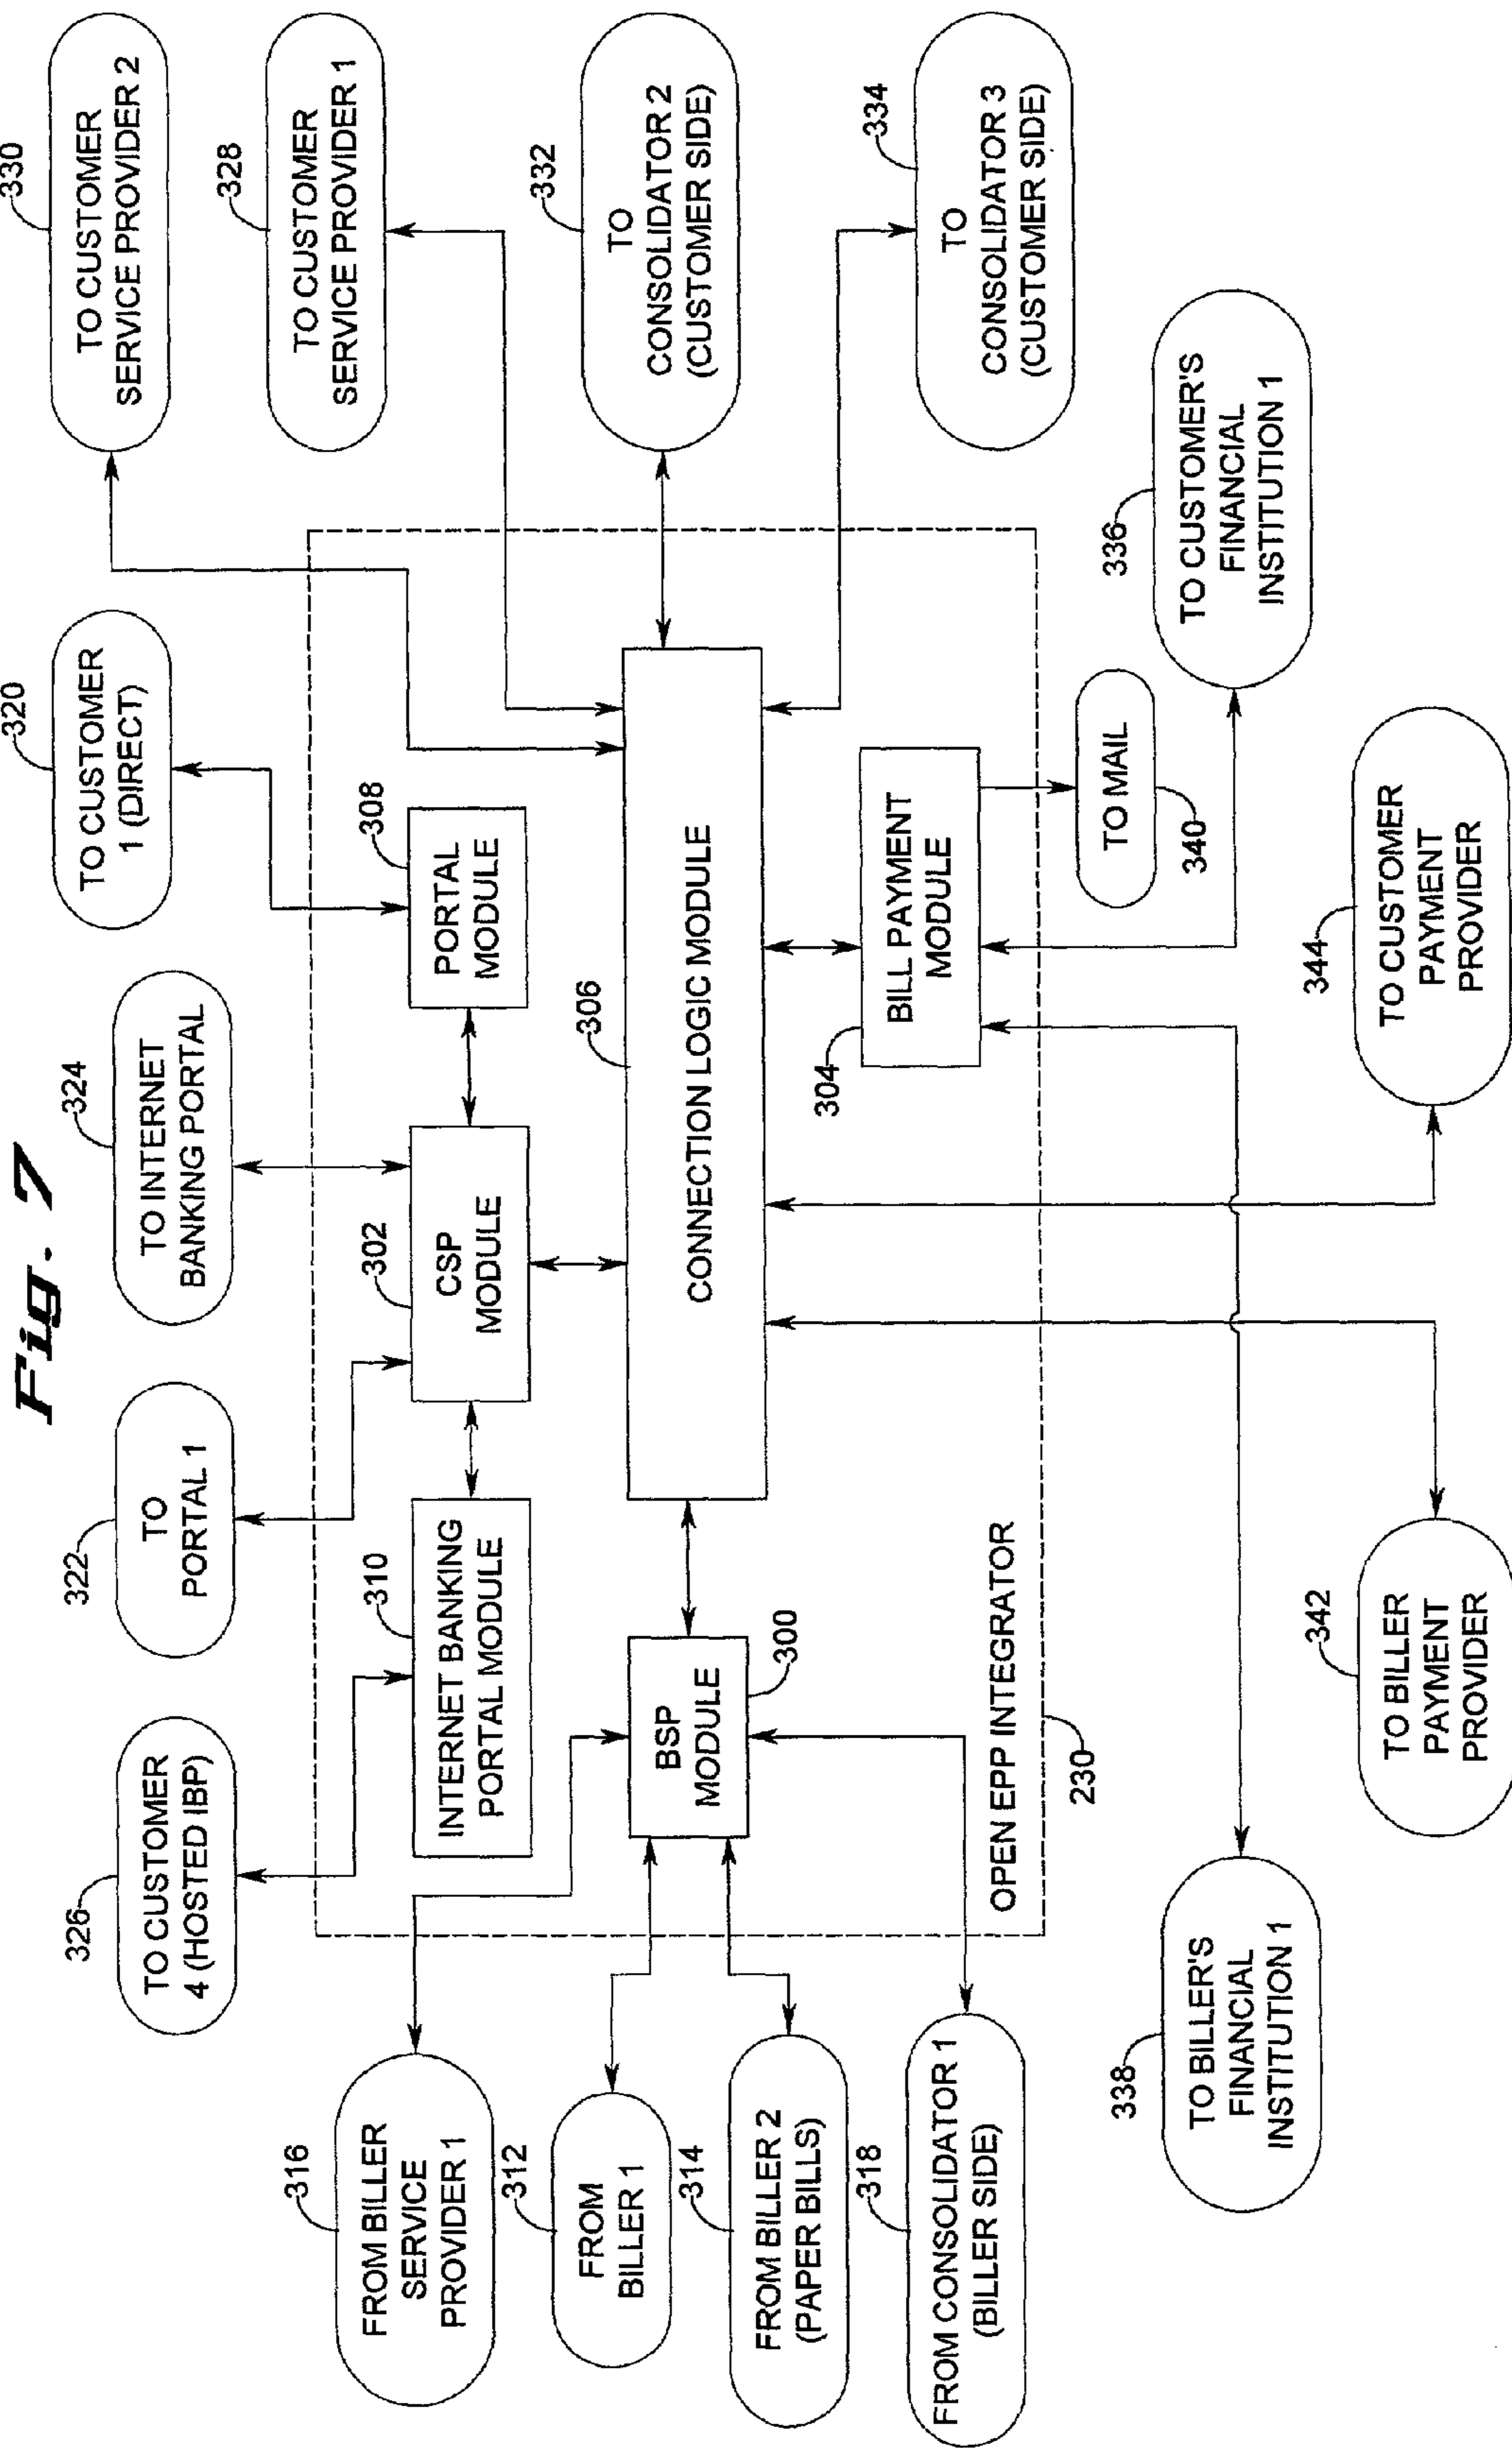 Fig. 7
326
TO CUSTOMER
4 (HOSTED IBP)
322
TO
PORTAL 1
324
TO INTERNET
BANKING PORTAL
320
TO CUSTOMER
1 (DIRECT)
330
TO CUSTOMER
SERVICE PROVIDER 2
328
TO CUSTOMER
SERVICE PROVIDER 1
332
TO
CONSOLIDATOR 2
(CUSTOMER SIDE)
334
TO
CONSOLIDATOR 3
(CUSTOMER SIDE)
310
INTERNET BANKING
PORTAL MODULE
302
CSP
MODULE
308
PORTAL
MODULE
316
FROM BILLER
SERVICE
PROVIDER 1
312
FROM
BILLER 1
314
FROM BILLER 2
(PAPER BILLS)
318
FROM CONSOLIDATOR 1
(BILLER SIDE)
BSP
MODULE
300
306
CONNECTION LOGIC MODULE
304
BILL PAYMENT
MODULE
OPEN EPP INTEGRATOR
230
TO MAIL
340
336
TO CUSTOMER'S
FINANCIAL
INSTITUTION 1
338
TO BILLER'S
FINANCIAL
INSTITUTION 1
342
TO BILLER
PAYMENT
PROVIDER
344
TO CUSTOMER
PAYMENT
PROVIDER